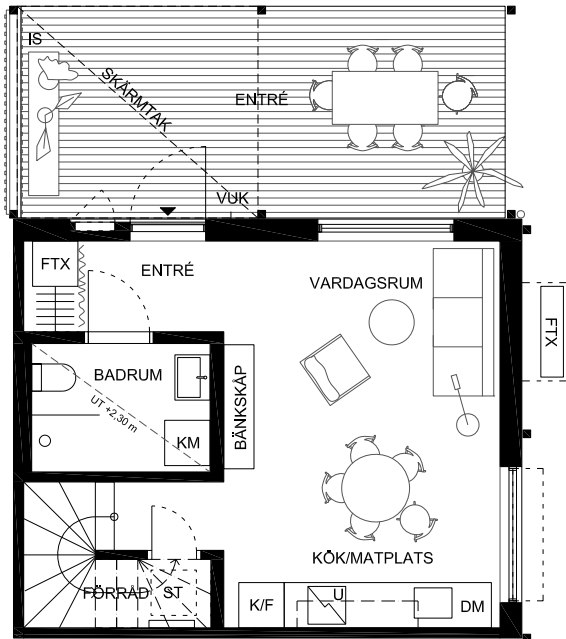 IS
SKÄRMTAK
ENTRÉ
VUK
FTX
ENTRÉ
VARDAGSRUM
FTX
BADRUM
UT +2,30 m
BÄNKSKÅP
KM
KÖK/MATPLATS
FÖRRÅD
ST
K/F
U
DM